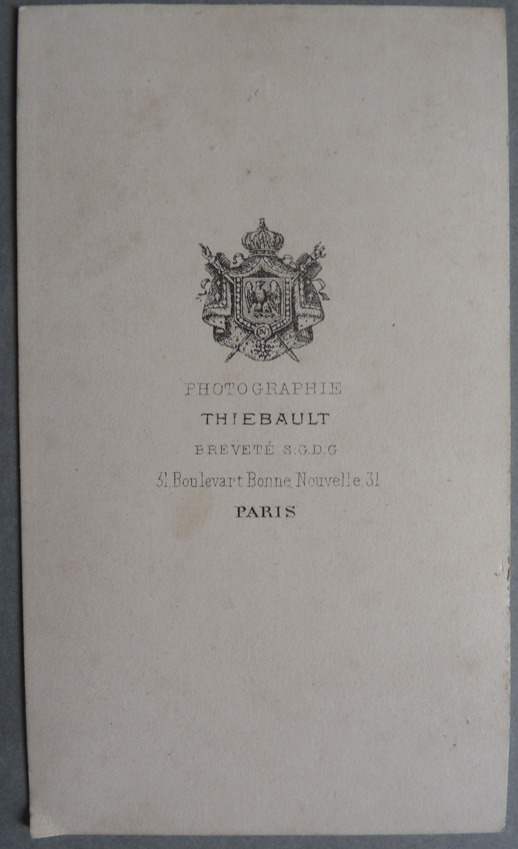 PHOTOGRAPHIE
THIEBAULT
BREVETÉ S.G.D.G
31, Boulevart Bonne, Nouvelle, 31
PARIS